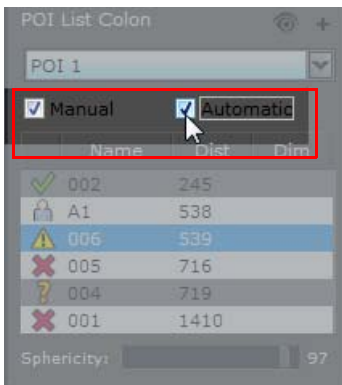 POI List Colon
POI 1
Manual Automatic
Name Dist Dim
002 245
A1 538
006 539
005 716
004 719
001 1410
Sphericity: 97